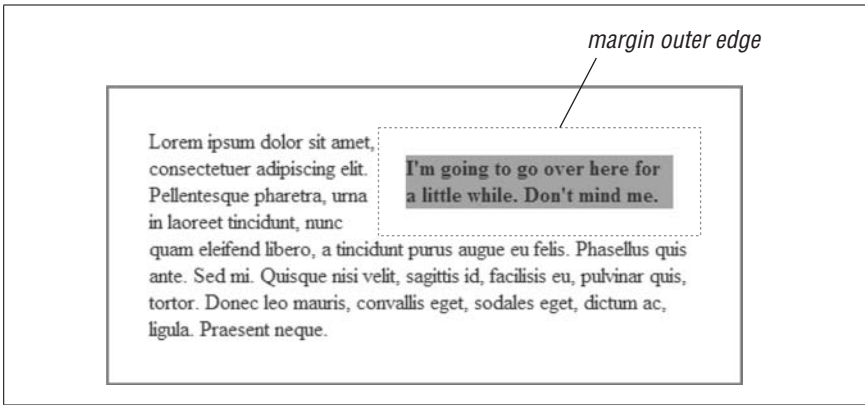 margin outer edge
Lorem ipsum dolor sit amet,
consectetuer adipiscing elit.
Pellentesque pharetra, urna
in laoreet tincidunt, nunc
I'm going to go over here for
a little while. Don't mind me.
quam eleifend libero, a tincidunt purus augue eu felis. Phasellus quis
ante. Sed mi. Quisque nisi velit, sagittis id, facilisis eu, pulvinar quis,
tortor. Donec leo mauris, convallis eget, sodales eget, dictum ac,
ligula. Praesent neque.